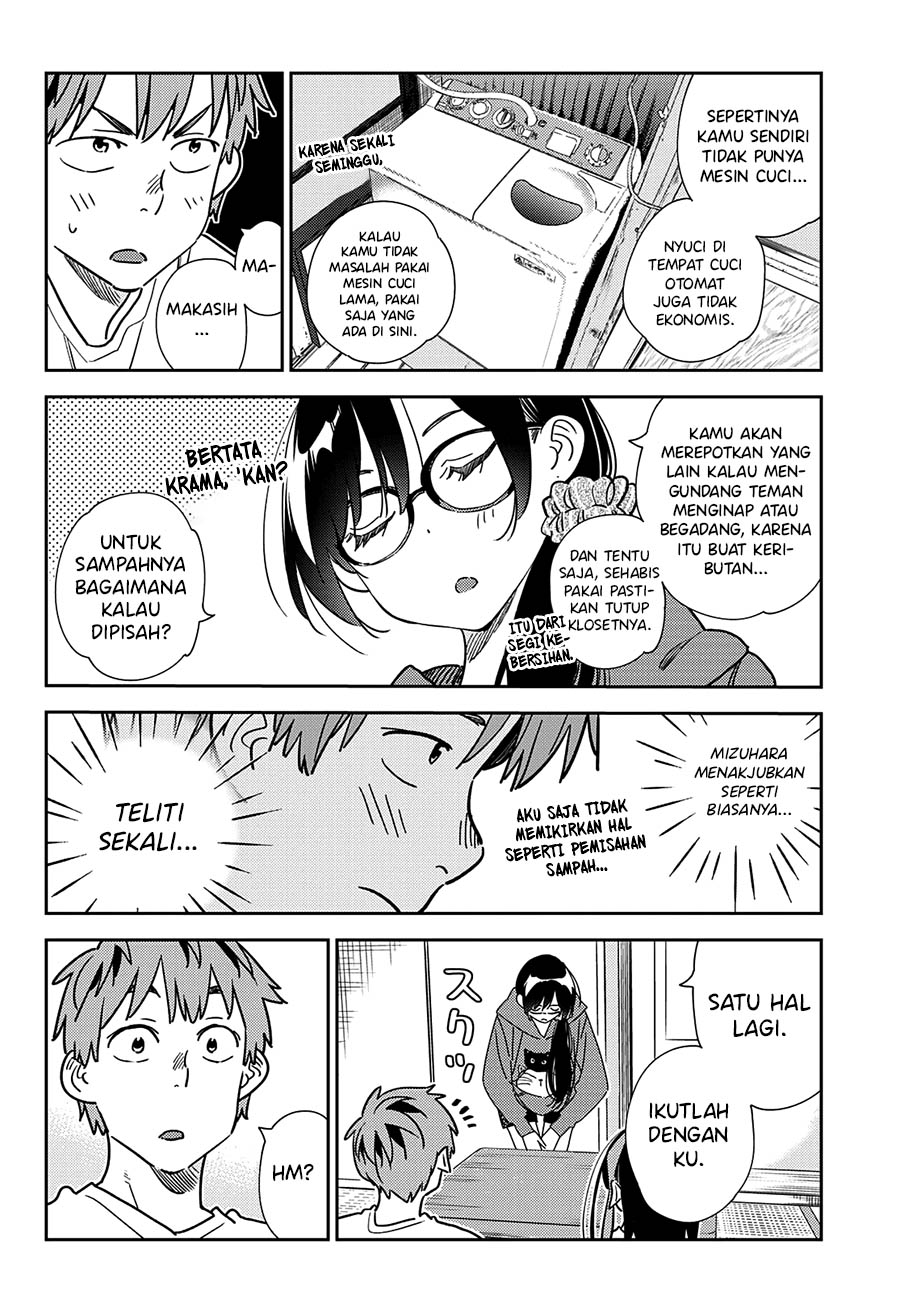 SEPERTINYA
KAMU SENDIRI
TIDAK PUNYA
MESIN CUCI...
NYUCI DI
TEMPAT CUCI
OTOMAT
JUGA TIDAK
EKONOMIS.
KARENA SEKALI
SEMINGGU,
KALAU
KAMU TIDAK
MASALAH PAKAI
MESIN CUCI
LAMA, PAKAI
SAJA YANG
ADA DI SINI.
MA-
MAKASIH
...
KAMU AKAN
MEREPOTKAN YANG
LAIN KALAU MEN-
GUNDANG TEMAN
MENGINAP ATAU
BEGADANG, KARENA
ITU BUAT KERI-
BUTAN...
DAN TENTU
SAJA, SEHABIS
PAKAI PASTI-
KAN TUTUP
KLOSETNYA.
ITU DARI
SEGI KE-
BERSIHAN.
BERTATA
KRAMA, 'KAN?
UNTUK
SAMPAHNYA
BAGAIMANA
KALAU
DIPISAH?
MIZUHARA
MENAKJUBKAN
SEPERTI
BIASANYA...
AKU SAJA TIDAK
MEMIKIRKAN HAL
SEPERTI PEMISAHAN
SAMPAH...
TELITI
SEKALI...
SATU HAL
LAGI.
IKUTLAH
DENGAN
KU.
スクッ
HM?